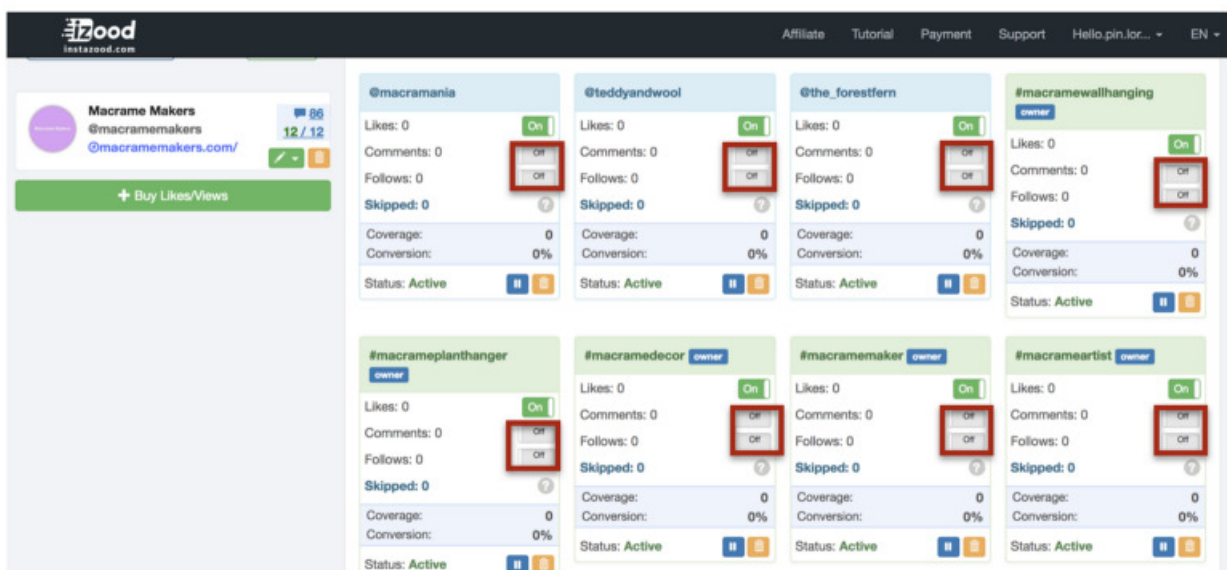 izood
instazood.com
Affiliate Tutorial Payment Support Hello.pin.lor... EN
Macrame Makers
@macramemakers
@macramemakers.com/
86
12 / 12
+ Buy Likes/Views
@macramania
Likes: 0 On
Comments: 0 Off
Follows: 0 Off
Skipped: 0 ?
Coverage: 0
Conversion: 0%
Status: Active
@teddyandwool
Likes: 0 On
Comments: 0 Off
Follows: 0 Off
Skipped: 0 ?
Coverage: 0
Conversion: 0%
Status: Active
@the_forestfern
Likes: 0 On
Comments: 0 Off
Follows: 0 Off
Skipped: 0 ?
Coverage: 0
Conversion: 0%
Status: Active
#macramewallhanging
owner
Likes: 0 On
Comments: 0 Off
Follows: 0 Off
Skipped: 0 ?
Coverage: 0
Conversion: 0%
Status: Active
#macrameplanthanger
owner
Likes: 0 On
Comments: 0 Off
Follows: 0 Off
Skipped: 0 ?
Coverage: 0
Conversion: 0%
Status: Active
#macramedecor owner
Likes: 0 On
Comments: 0 Off
Follows: 0 Off
Skipped: 0 ?
Coverage: 0
Conversion: 0%
Status: Active
#macramemaker owner
Likes: 0 On
Comments: 0 Off
Follows: 0 Off
Skipped: 0 ?
Coverage: 0
Conversion: 0%
Status: Active
#macrameartist owner
Likes: 0 On
Comments: 0 Off
Follows: 0 Off
Skipped: 0 ?
Coverage: 0
Conversion: 0%
Status: Active